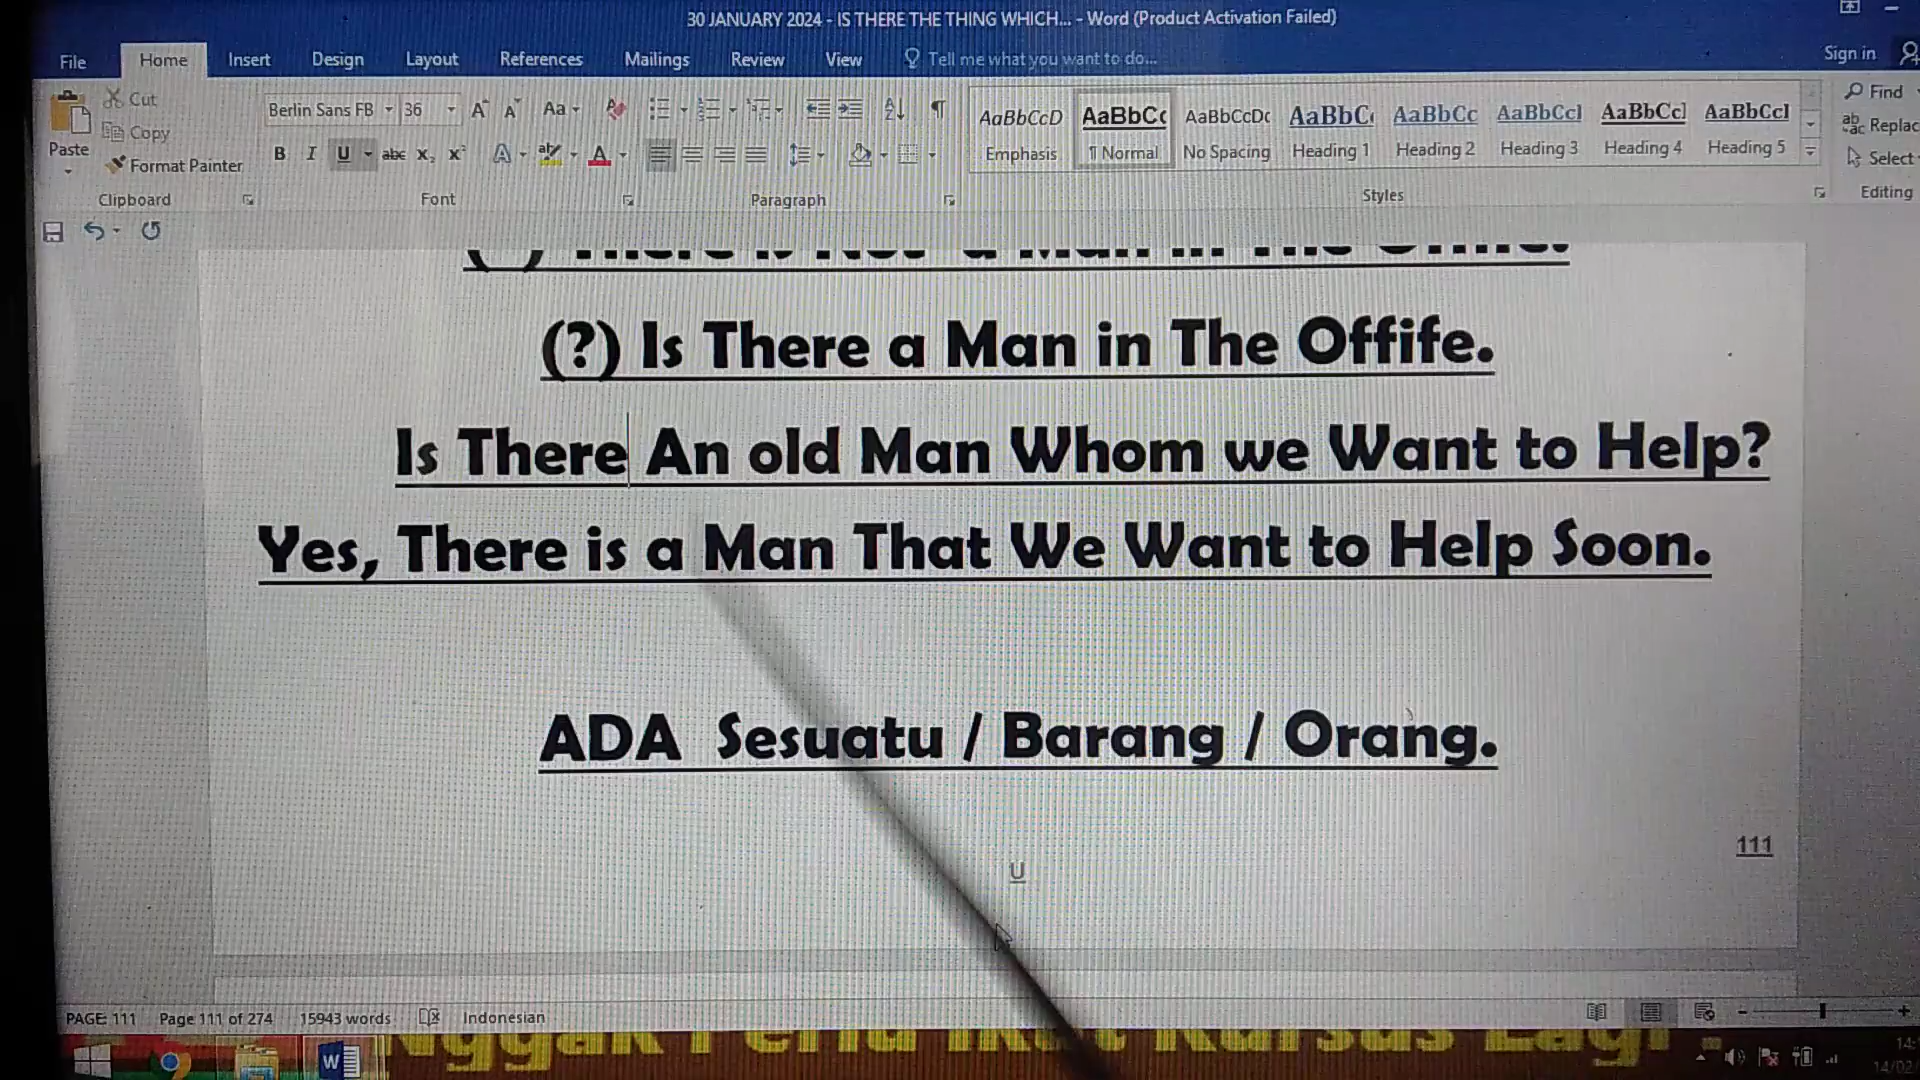 30 JANUARY 2024 - IS THERE THE THING WHICH... - Word (Product Activation Failed)
File Home Insert Design Layout References Mailings Review View Tell me what you want to do... Sign in
Cut
Copy
Format Painter
Paste
Clipboard
Berlin Sans FB 36
Font
Paragraph
AaBbCcD AaBbCc AaBbCcDc AaBbC AaBbCc AaBbCcI AaBbCcI AaBbCcI
Emphasis ¶ Normal No Spacing Heading 1 Heading 2 Heading 3 Heading 4 Heading 5
Styles
Find
Replac
Select
Editing
(?) Is There a Man in The Offife.
Is There An old Man Whom we Want to Help?
Yes, There is a Man That We Want to Help Soon.
ADA Sesuatu / Barang / Orang.
111
U
PAGE: 111 Page 111 of 274 15943 words Indonesian